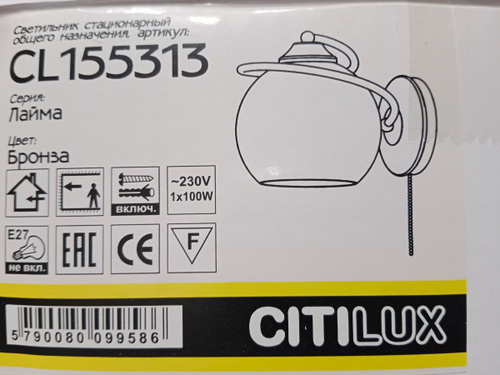 Светильник стационарный
общего назначения, артикул:
CL155313
Серия:
Лайма
Цвет:
Бронза
ВКЛЮЧ.
~230V
1x100W
E27
НЕ ВКЛ.
EAC
CE
F
5 790080 099586
CITILUX